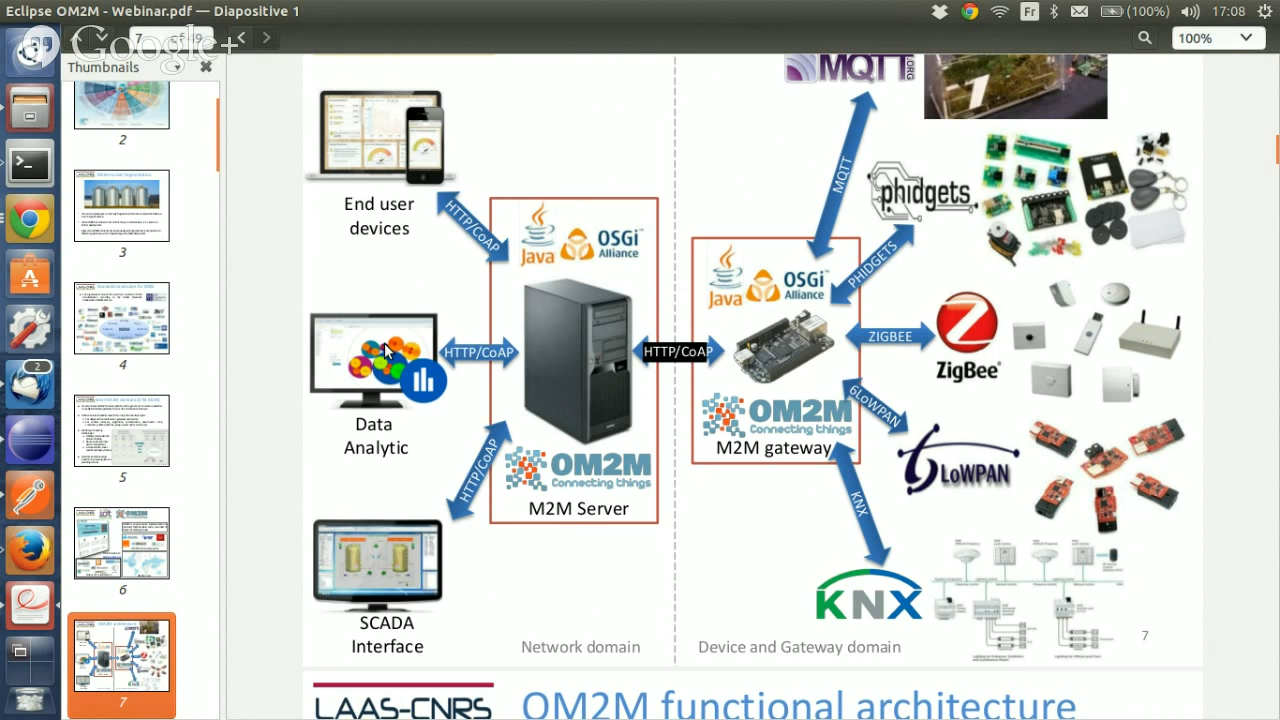 Eclipse OM2M - Webinar.pdf — Diapositive 1
Fr
(100%)
17:08
Google+
7
100%
Thumbnails
2
3
4
5
6
7
2
MQTT
.ORG
End user
devices
HTTP/CoAP
Java
OSGi
Alliance
MQTT
phidgets
PHIDGETS
Java
OSGi
Alliance
HTTP/CoAP
HTTP/CoAP
ZIGBEE
ZigBee
Data
Analytic
OM2M
Connecting things
M2M gateway
6LoWPAN
6LoWPAN
HTTP/CoAP
OM2M
Connecting things
M2M Server
KNX
KNX
SCADA
Interface
Network domain
Device and Gateway domain
7
LAAS-CNRS
OM2M functional architecture